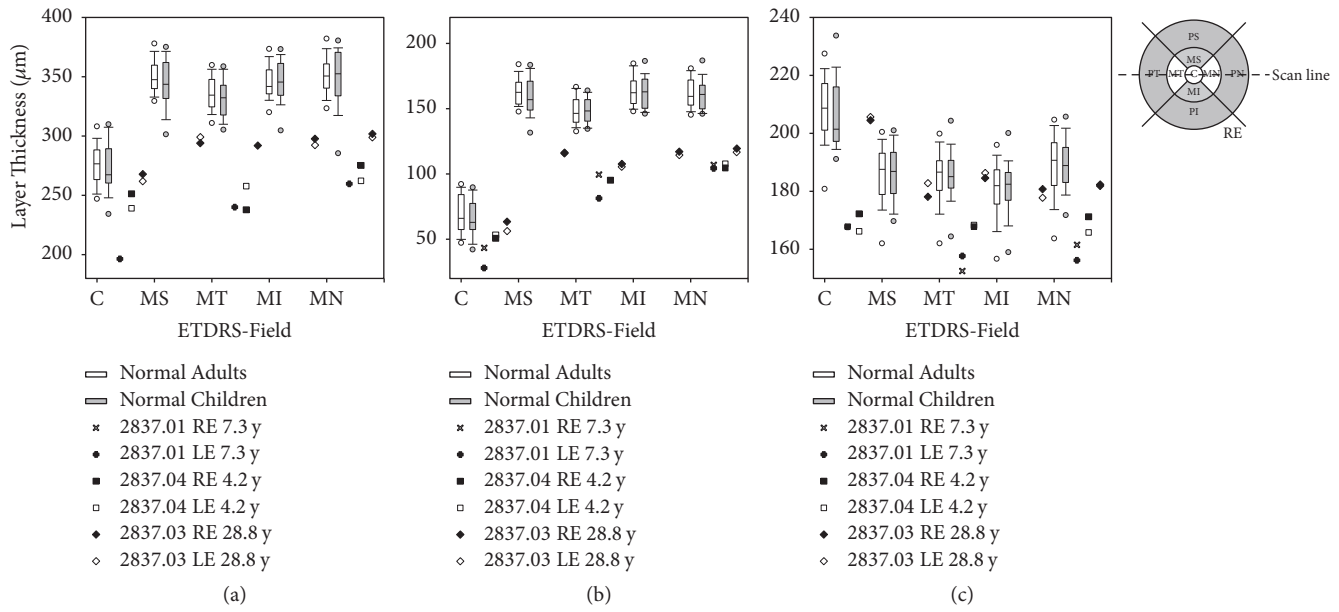 Layer Thickness (μm)
400
350
300
250
200
C MS MT MI MN
ETDRS-Field
Normal Adults
Normal Children
2837.01 RE 7.3 y
2837.01 LE 7.3 y
2837.04 RE 4.2 y
2837.04 LE 4.2 y
2837.03 RE 28.8 y
2837.03 LE 28.8 y
(a)
200
150
100
50
C MS MT MI MN
ETDRS-Field
Normal Adults
Normal Children
2837.01 RE 7.3 y
2837.01 LE 7.3 y
2837.04 RE 4.2 y
2837.04 LE 4.2 y
2837.03 RE 28.8 y
2837.03 LE 28.8 y
(b)
240
220
200
180
160
C MS MT MI MN
ETDRS-Field
Normal Adults
Normal Children
2837.01 RE 7.3 y
2837.01 LE 7.3 y
2837.04 RE 4.2 y
2837.04 LE 4.2 y
2837.03 RE 28.8 y
2837.03 LE 28.8 y
(c)
PS
MS
PT MT C MN PN Scan line
MI
PI
RE